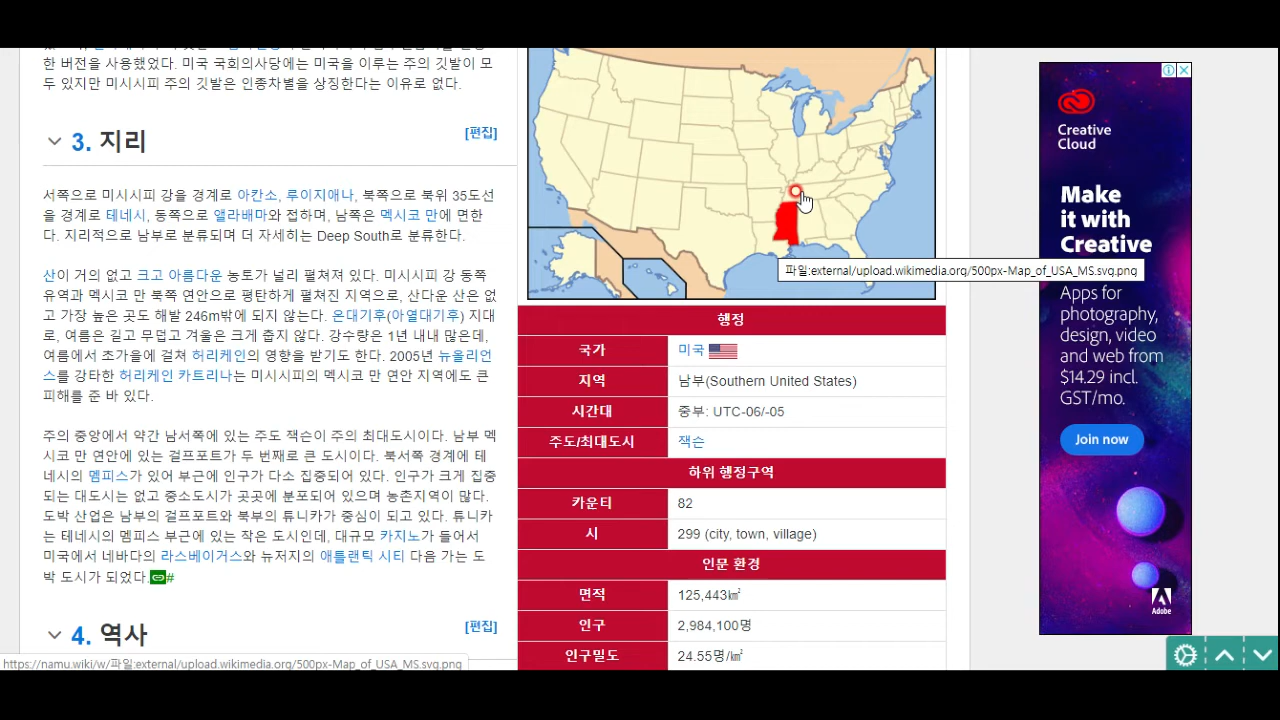 한 버전을 사용했었다. 미국 국회의사당에는 미국을 이루는 주의 깃발이 모
두 있지만 미시시피 주의 깃발은 인종차별을 상징한다는 이유로 없다.
3. 지리
[편집]
서쪽으로 미시시피 강을 경계로 아칸소, 루이지애나, 북쪽으로 북위 35도선
을 경계로 테네시, 동쪽으로 앨라배마와 접하며, 남쪽은 멕시코 만에 면한
다. 지리적으로 남부로 분류되며 더 자세히는 Deep South로 분류한다.
산이 거의 없고 크고 아름다운 농토가 널리 펼쳐져 있다. 미시시피 강 동쪽
유역과 멕시코 만 북쪽 연안으로 평탄하게 펼쳐진 지역으로, 산다운 산은 없
고 가장 높은 곳도 해발 246m밖에 되지 않는다. 온대기후(아열대기후) 지대
로, 여름은 길고 무덥고 겨울은 크게 춥지 않다. 강수량은 1년 내내 많은데,
여름에서 초가을에 걸쳐 허리케인의 영향을 받기도 한다. 2005년 뉴올리언
스를 강타한 허리케인 카트리나는 미시시피의 멕시코 만 연안 지역에도 큰
피해를 준 바 있다.
주의 중앙에서 약간 남서쪽에 있는 주도 잭슨이 주의 최대도시이다. 남부 멕
시코 만 연안에 있는 걸프포트가 두 번째로 큰 도시이다. 북서쪽 경계에 테
네시의 멤피스가 있어 부근에 인구가 다소 집중되어 있다. 인구가 크게 집중
되는 대도시는 없고 중소도시가 곳곳에 분포되어 있으며 농촌지역이 많다.
도박 산업은 남부의 걸프포트와 북부의 튜니카가 중심이 되고 있다. 튜니카
는 테네시의 멤피스 부근에 있는 작은 도시인데, 대규모 카지노가 들어서
미국에서 네바다의 라스베이거스와 뉴저지의 애틀랜틱 시티 다음 가는 도
박 도시가 되었다.#
4. 역사
[편집]
https://namu.wiki/w/파일:external/upload.wikimedia.org/500px-Map_of_USA_MS.svg.png
파일:external/upload.wikimedia.org/500px-Map_of_USA_MS.svg.png
행정
국가 미국
지역 남부(Southern United States)
시간대 중부: UTC-06/-05
주도/최대도시 잭슨
하위 행정구역
카운티 82
시 299 (city, town, village)
인문 환경
면적 125,443㎢
인구 2,984,100명
인구밀도 24.55명/㎢
Creative
Cloud
Make
it with
Creative
Apps for
photography,
design, video
and web from
$14.29 incl.
GST/mo.
Join now
Adobe